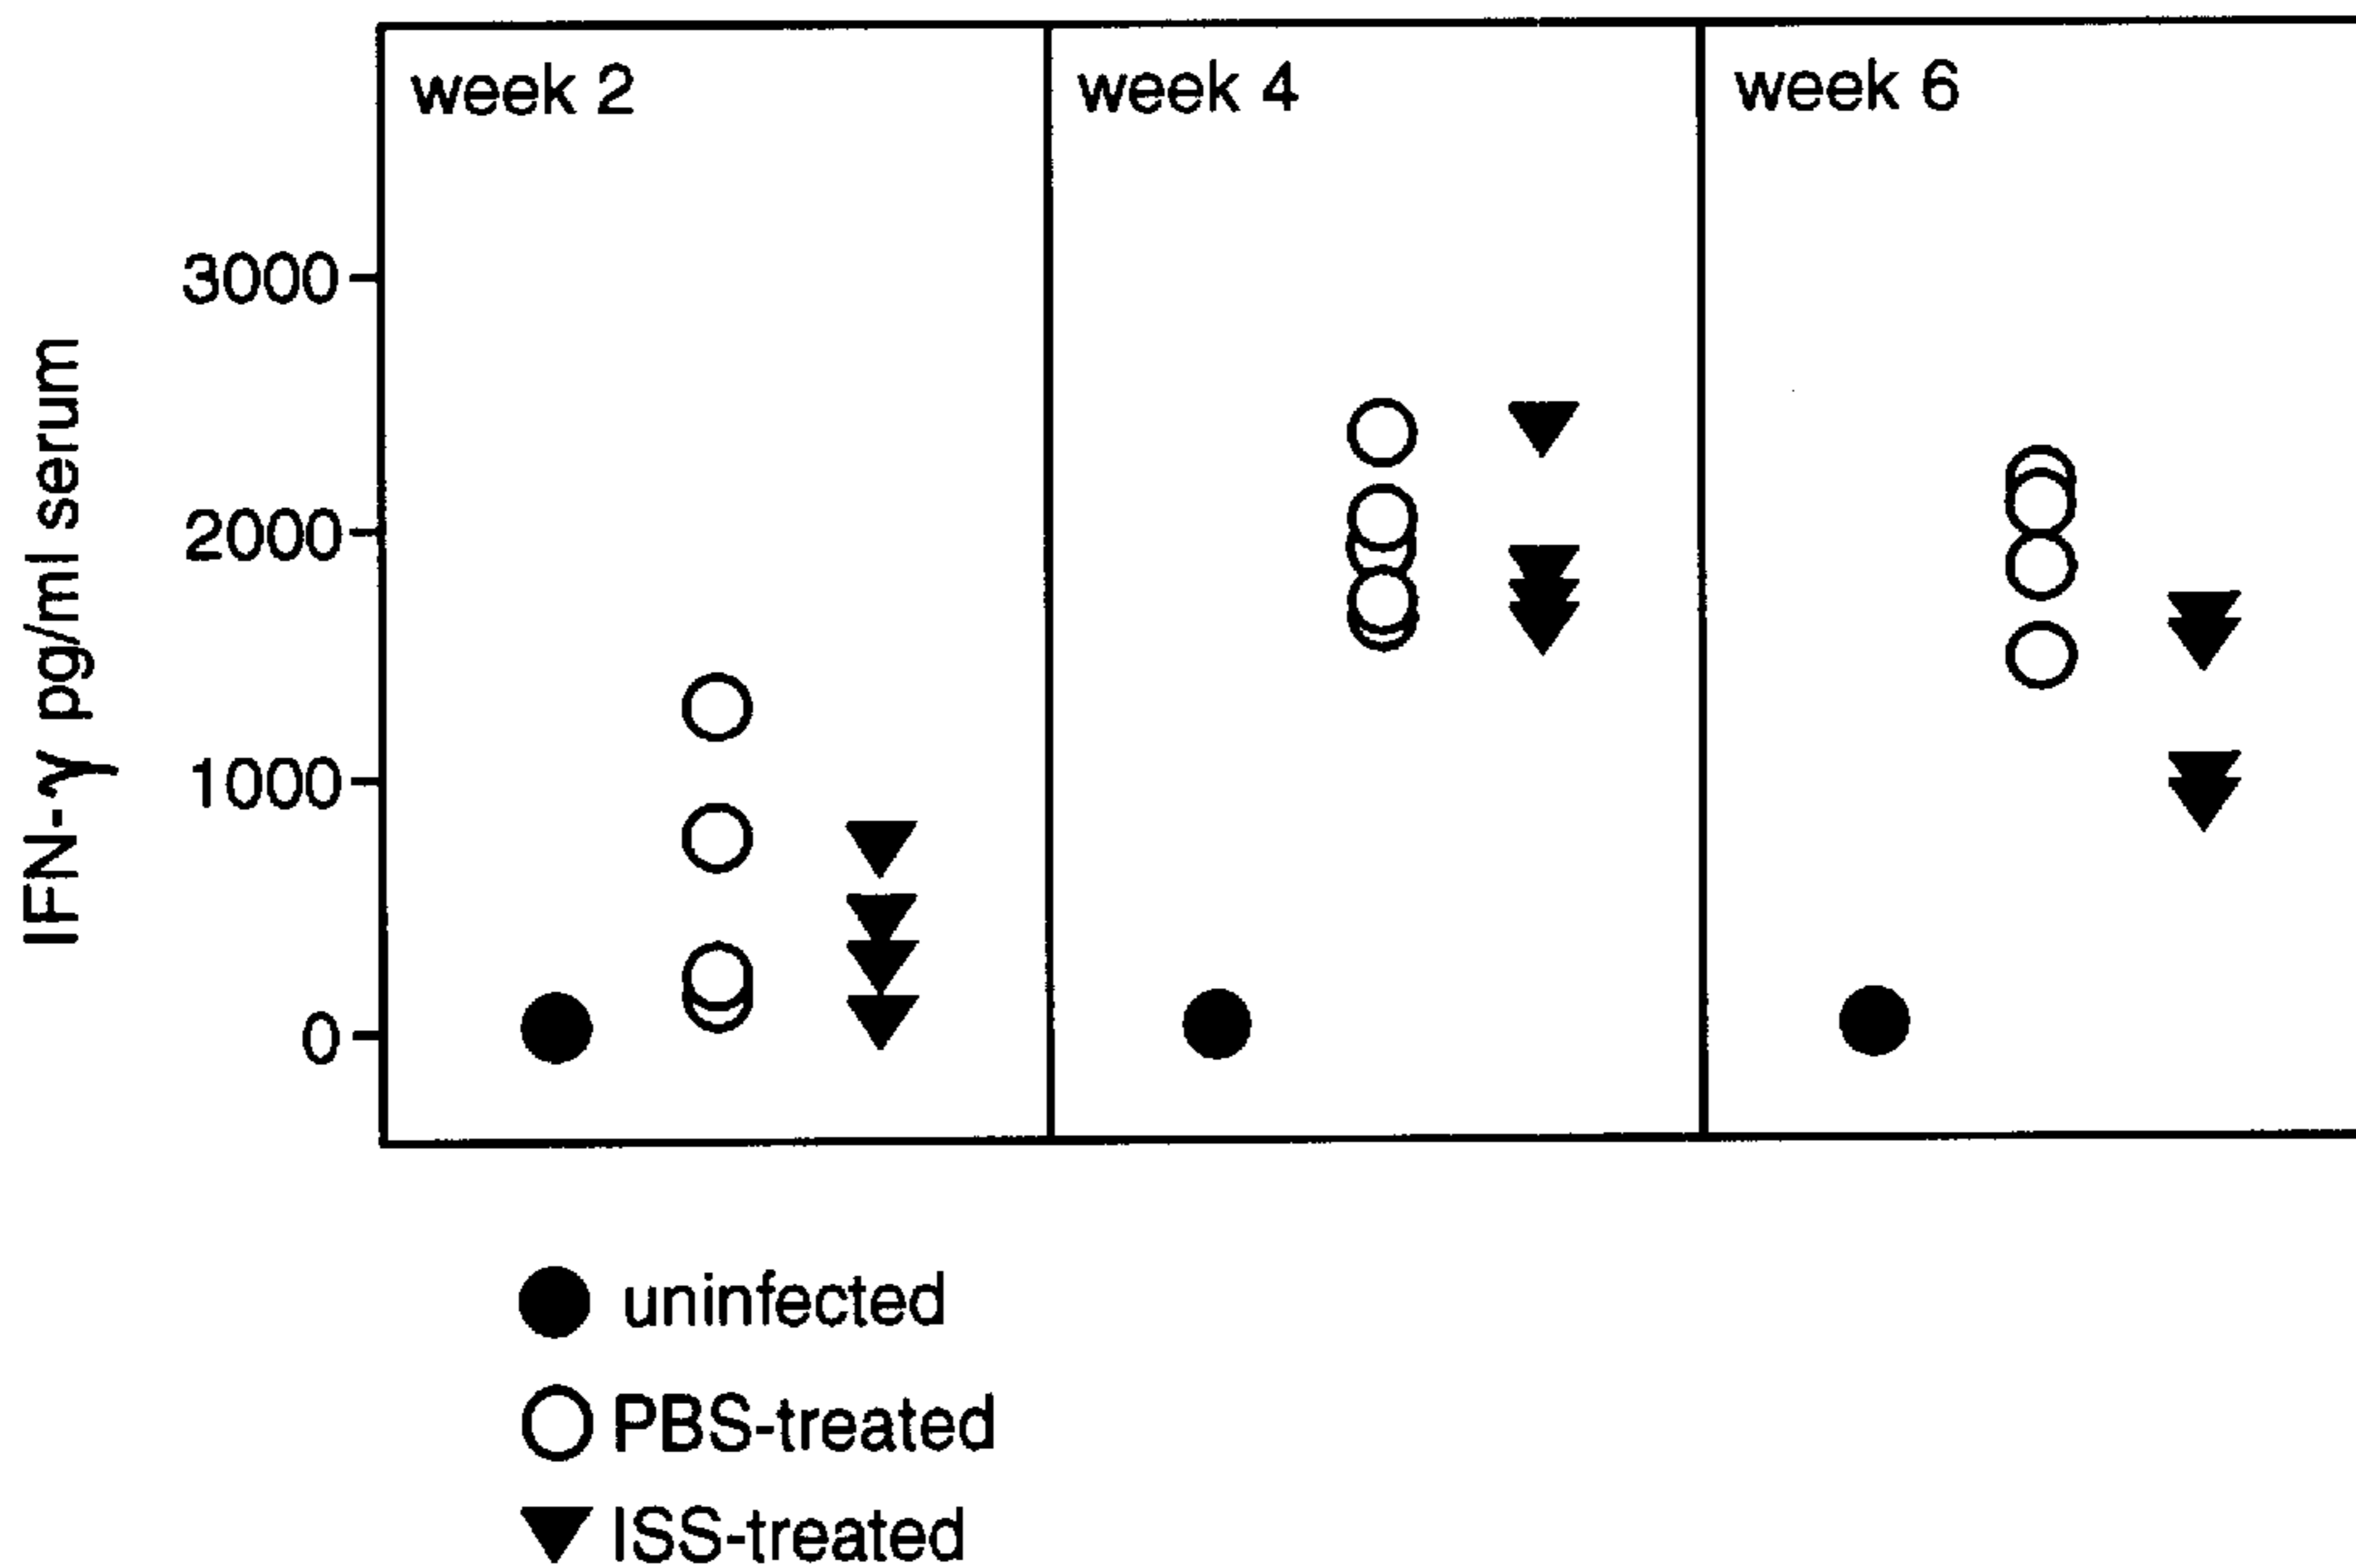 week 2
week 4
week 6
3000
2000
1000
0
IFN-γ pg/ml serum
uninfected
PBS-treated
ISS-treated